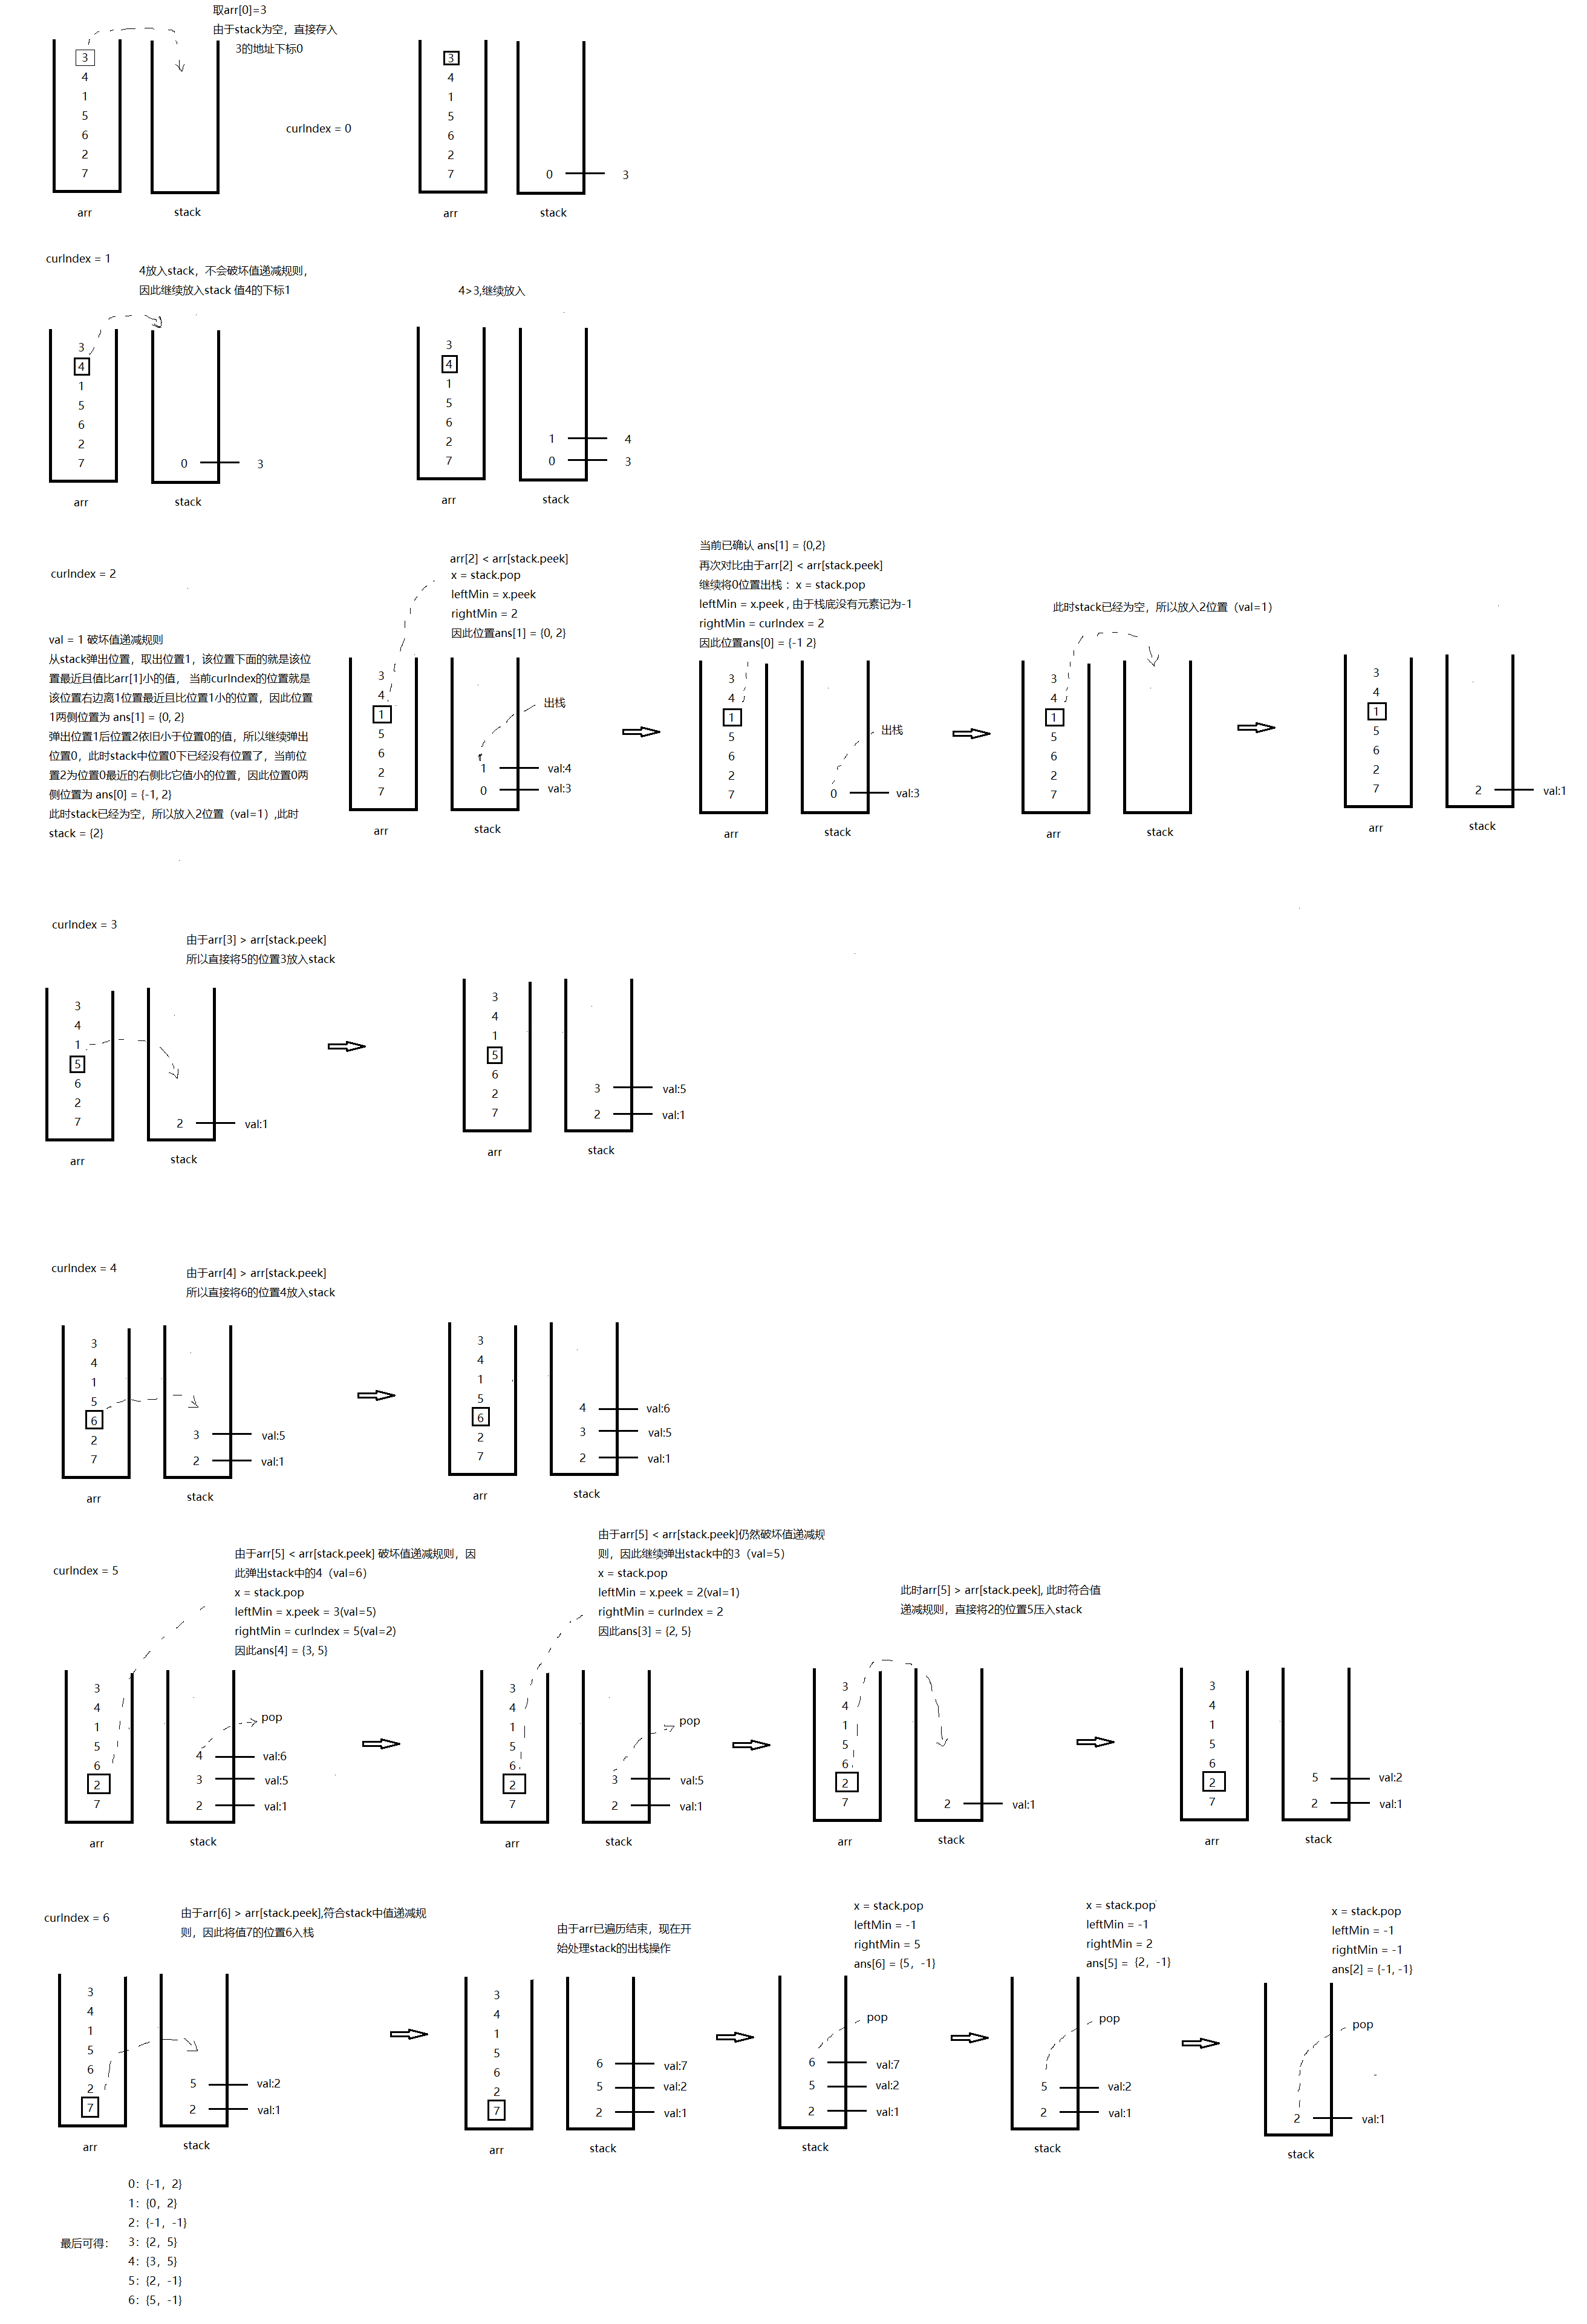 取arr[0]=3
由于stack为空，直接存入
3的地址下标0
3
4
1
5
6
2
7
arr
stack
curIndex = 0
3
4
1
5
6
2
7
arr
0
3
stack
curIndex = 1
4放入stack，不会破坏值递减规则，
因此继续放入stack 值4的下标1
3
4
1
5
6
2
7
arr
0
3
stack
4>3,继续放入
3
4
1
5
6
2
7
arr
1
4
0
3
stack
curIndex = 2
val = 1 破坏值递减规则
从stack弹出位置，取出位置1，该位置下面的就是该位
置最近且值比arr[1]小的值， 当前curIndex的位置就是
该位置右边离1位置最近且比位置1小的位置，因此位置
1两侧位置为 ans[1] = {0, 2}
弹出位置1后位置2依旧小于位置0的值，所以继续弹出
位置0，此时stack中位置0下已经没有位置了，当前位
置2为位置0最近的右侧比它值小的位置，因此位置0两
侧位置为 ans[0] = {-1, 2}
此时stack已经为空，所以放入2位置（val=1）,此时
stack = {2}
arr[2] < arr[stack.peek]
x = stack.pop
leftMin = x.peek
rightMin = 2
因此位置ans[1] = {0, 2}
3
4
1
5
6
2
7
arr
出栈
1
val:4
0
val:3
stack
当前已确认 ans[1] = {0,2}
再次对比由于arr[2] < arr[stack.peek]
继续将0位置出栈 : x = stack.pop
leftMin = x.peek , 由于栈底没有元素记为-1
rightMin = curIndex = 2
因此位置ans[0] = {-1 2}
3
4
1
5
6
2
7
arr
出栈
0
val:3
stack
此时stack已经为空，所以放入2位置（val=1）
3
4
1
5
6
2
7
arr
stack
3
4
1
5
6
2
7
arr
2
val:1
stack
curIndex = 3
由于arr[3] > arr[stack.peek]
所以直接将5的位置3放入stack
3
4
1
5
6
2
7
arr
2
val:1
stack
3
4
1
5
6
2
7
arr
3
val:5
2
val:1
stack
curIndex = 4
由于arr[4] > arr[stack.peek]
所以直接将6的位置4放入stack
3
4
1
5
6
2
7
arr
3
val:5
2
val:1
stack
3
4
1
5
6
2
7
arr
4
val:6
3
val:5
2
val:1
stack
curIndex = 5
由于arr[5] < arr[stack.peek] 破坏值递减规则，因
此弹出stack中的4（val=6）
x = stack.pop
leftMin = x.peek = 3(val=5)
rightMin = curIndex = 5(val=2)
因此ans[4] = {3, 5}
3
4
1
5
6
2
7
arr
pop
4
val:6
3
val:5
2
val:1
stack
由于arr[5] < arr[stack.peek]仍然破坏值递减规
则，因此继续弹出stack中的3（val=5）
x = stack.pop
leftMin = x.peek = 2(val=1)
rightMin = curIndex = 2
因此ans[3] = {2, 5}
3
4
1
5
6
2
7
arr
pop
3
val:5
2
val:1
stack
此时arr[5] > arr[stack.peek], 此时符合值
递减规则，直接将2的位置5压入stack
3
4
1
5
6
2
7
arr
2
val:1
stack
3
4
1
5
6
2
7
arr
5
val:2
2
val:1
stack
curIndex = 6
由于arr[6] > arr[stack.peek],符合stack中值递减规
则，因此将值7的位置6入栈
3
4
1
5
6
2
7
arr
5
val:2
2
val:1
stack
由于arr已遍历结束，现在开
始处理stack的出栈操作
3
4
1
5
6
2
7
arr
6
val:7
5
val:2
2
val:1
stack
x = stack.pop
leftMin = -1
rightMin = 5
ans[6] = {5，-1}
pop
6
val:7
5
val:2
2
val:1
stack
x = stack.pop
leftMin = -1
rightMin = 2
ans[5] = {2，-1}
pop
5
val:2
2
val:1
stack
x = stack.pop
leftMin = -1
rightMin = -1
ans[2] = {-1, -1}
pop
2
val:1
stack
最后可得：
0：{-1，2}
1：{0，2}
2：{-1，-1}
3：{2，5}
4：{3，5}
5：{2，-1}
6：{5，-1}